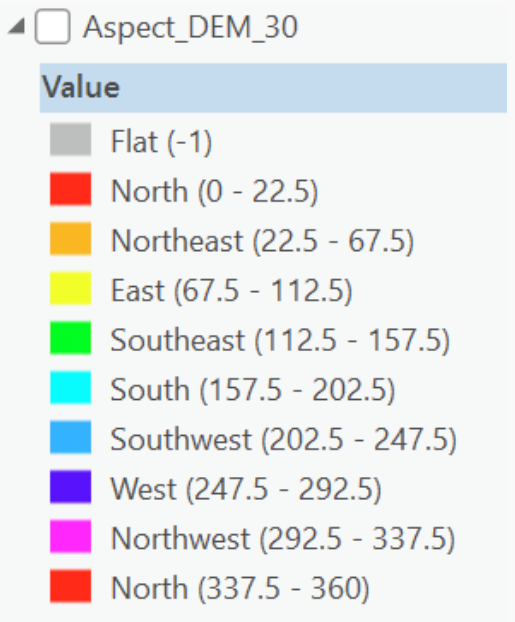 Aspect_DEM_30
Value
Flat (-1)
North (0 - 22.5)
Northeast (22.5 - 67.5)
East (67.5 - 112.5)
Southeast (112.5 - 157.5)
South (157.5 - 202.5)
Southwest (202.5 - 247.5)
West (247.5 - 292.5)
Northwest (292.5 - 337.5)
North (337.5 - 360)